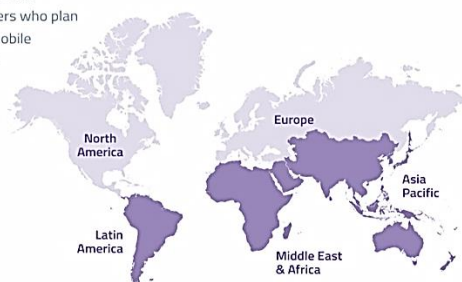 ers who plan
obile
Europe
North
America
Asia
Pacific
Latin
America
Middle East
& Africa